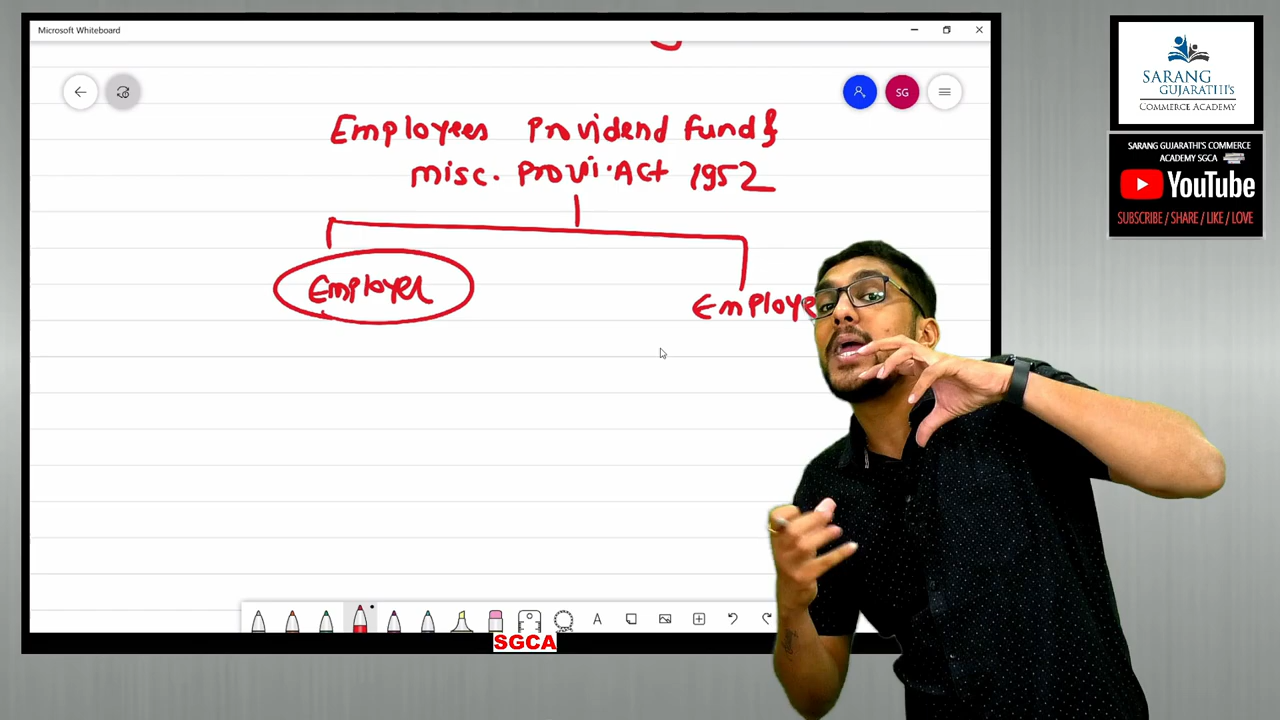 Microsoft Whiteboard
SG
Employees Providend Fund &
misc. Provi. Act 1952
Employer
Employe
SGCA
SARANG
GUJARATHI'S
COMMERCE ACADEMY
SARANG GUJARATHI'S COMMERCE
ACADEMY SGCA
YouTube
SUBSCRIBE / SHARE / LIKE / LOVE